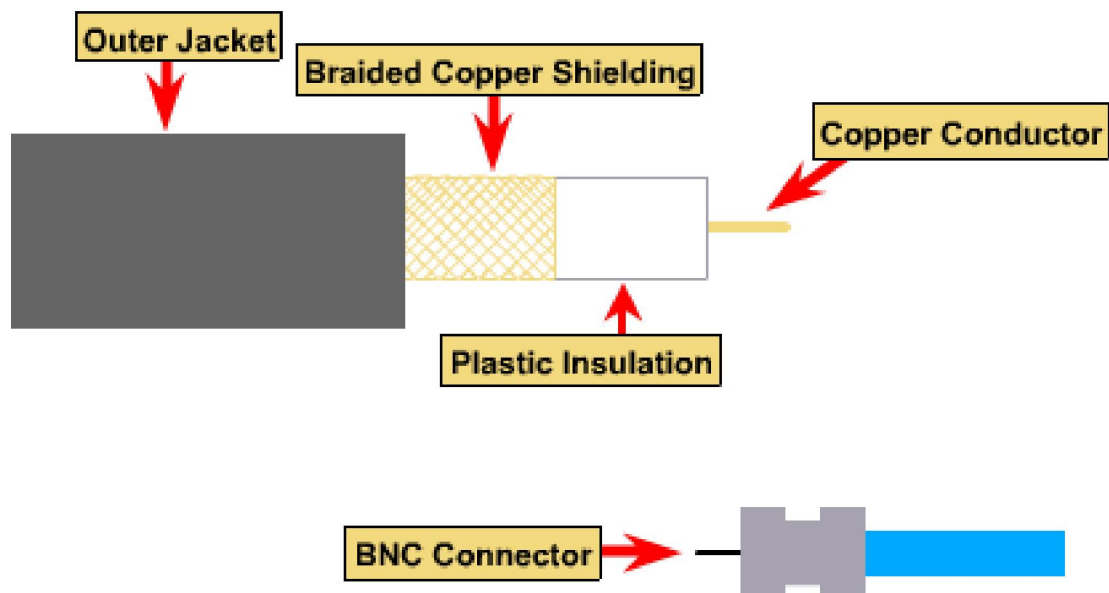 Outer Jacket
Braided Copper Shielding
Copper Conductor
Plastic Insulation
BNC Connector